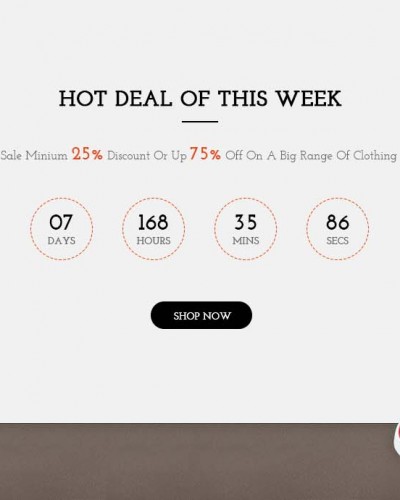 HOT DEAL OF THIS WEEK
Sale Minium 25% Discount Or Up 75% Off On A Big Range Of Clothing
07 168 35 86
DAYS HOURS MINS SECS
SHOP NOW